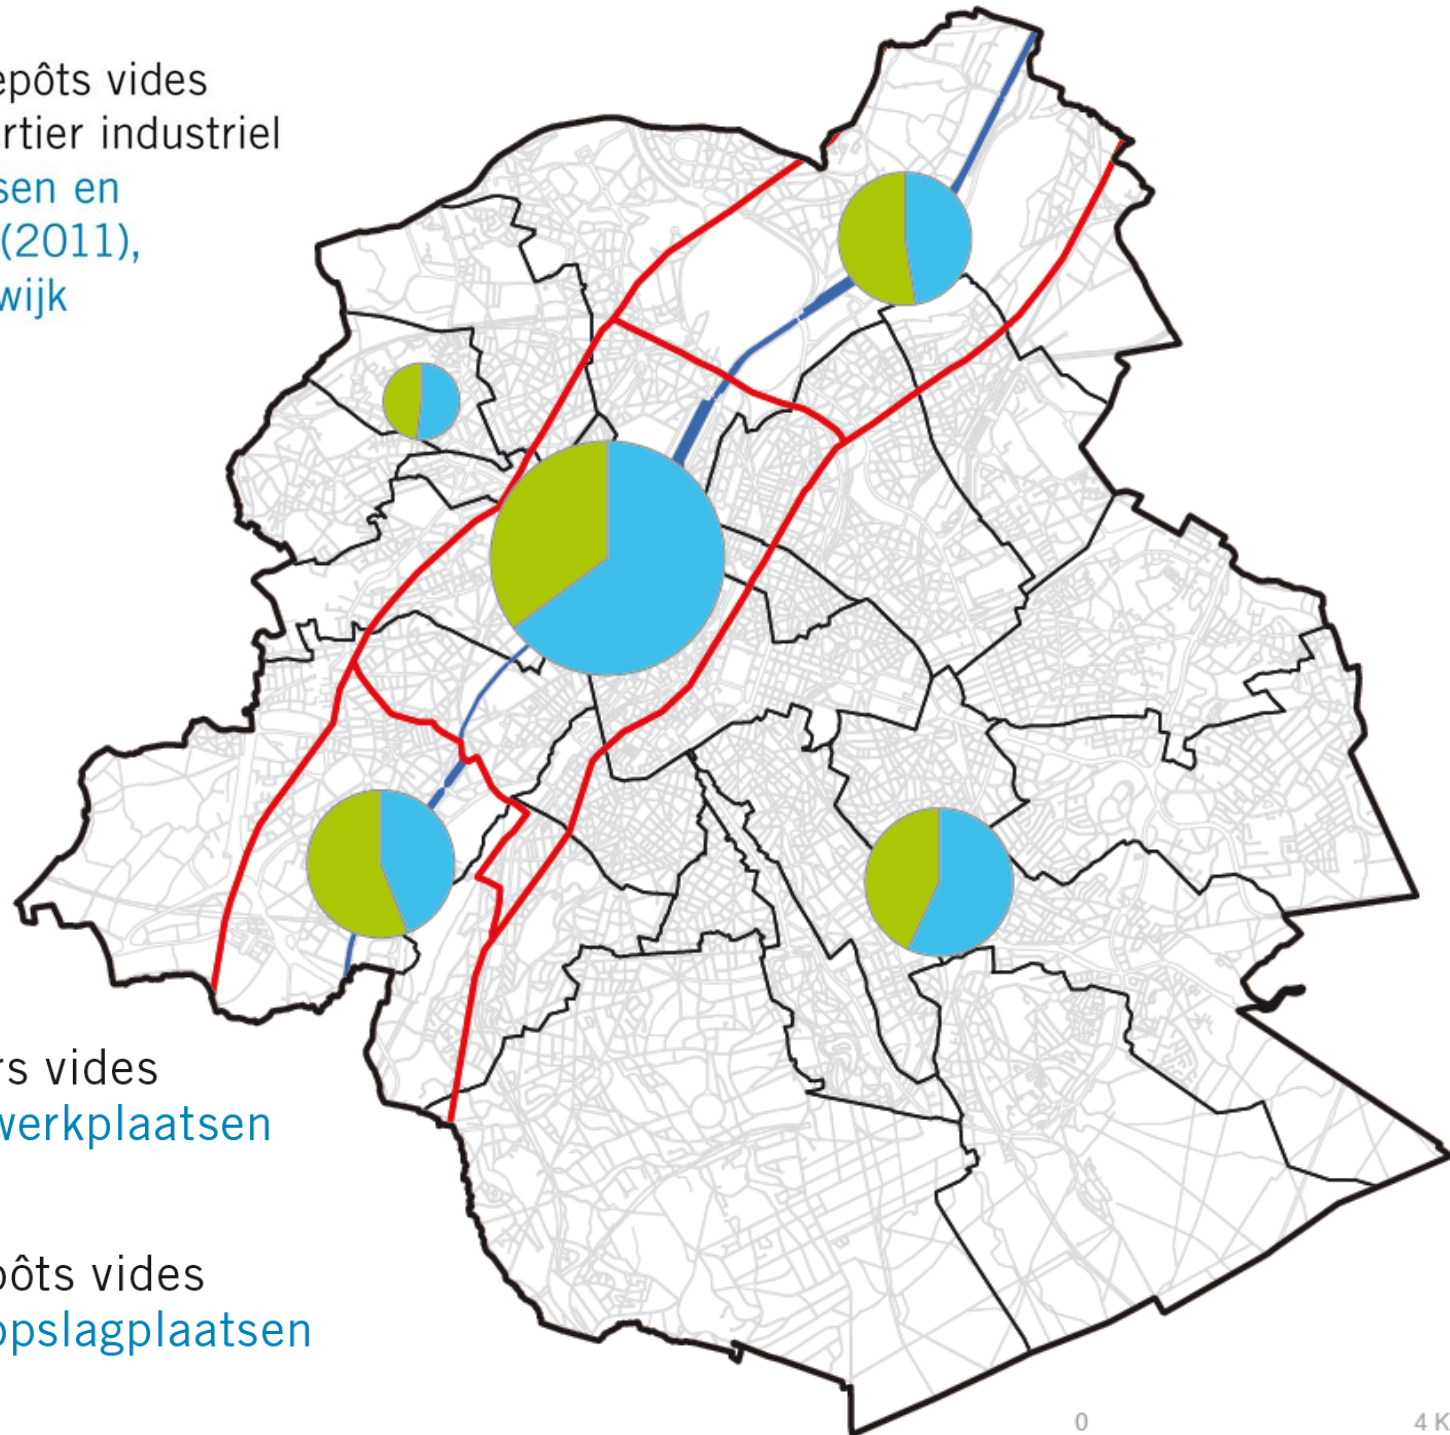 epôts vides
rtier industriel
sen en
(2011),
wijk
rs vides
werkplaatsen
pôts vides
opslagplaatsen
0 4 K